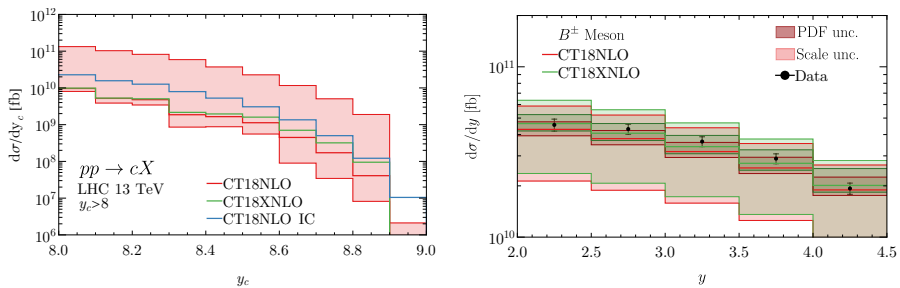 10^12
10^11
10^10
10^9
10^8
10^7
10^6
dσ/dy_c [fb]
pp → cX
LHC 13 TeV
y_c>8
CT18NLO
CT18XNLO
CT18NLO IC
8.0 8.2 8.4 8.6 8.8 9.0
y_c
B^± Meson
CT18NLO
CT18XNLO
PDF unc.
Scale unc.
Data
10^11
10^10
dσ/dy [fb]
2.0 2.5 3.0 3.5 4.0 4.5
y